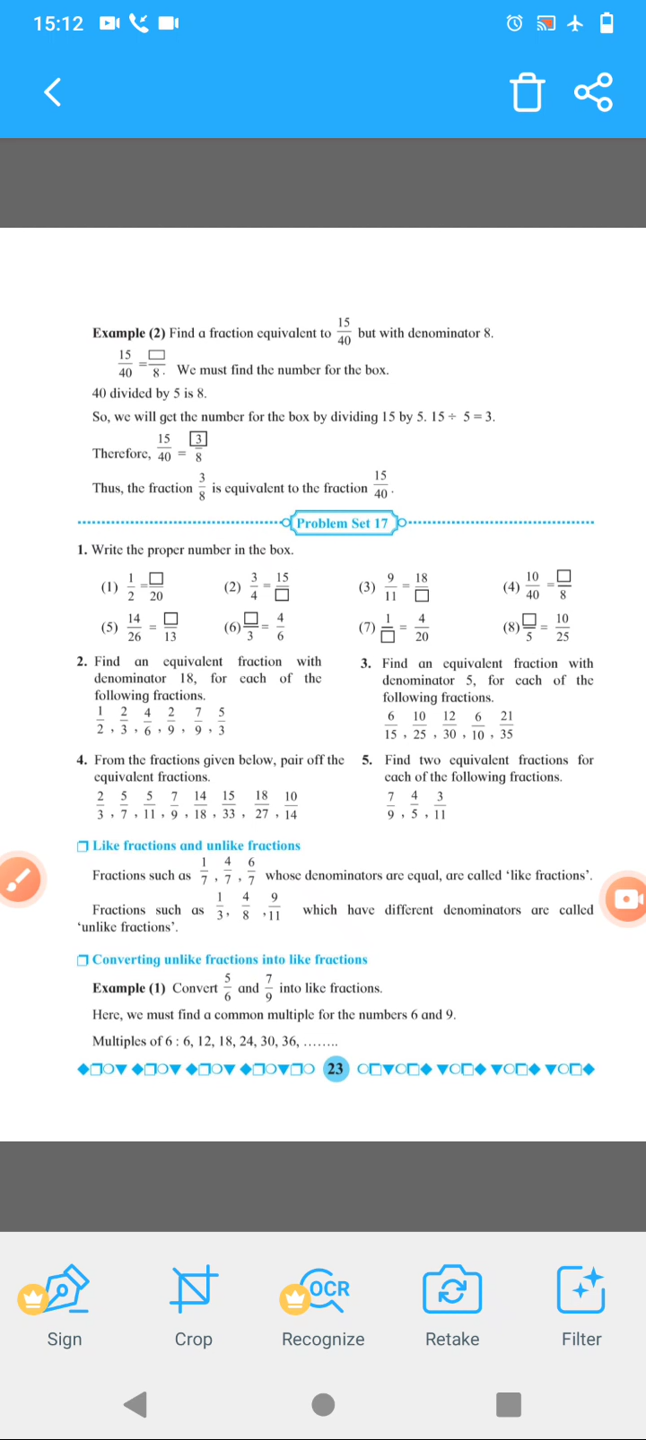 15:12
Example (2) Find a fraction equivalent to 15/40 but with denominator 8.
15/40 = □/8 . We must find the number for the box.
40 divided by 5 is 8.
So, we will get the number for the box by dividing 15 by 5. 15 ÷ 5 = 3.
Therefore, 15/40 = 3/8
Thus, the fraction 3/8 is equivalent to the fraction 15/40 .
Problem Set 17
1. Write the proper number in the box.
(1) 1/2 = □/20 (2) 3/4 = 15/□ (3) 9/11 = 18/□ (4) 10/40 = □/8
(5) 14/26 = □/13 (6) □/3 = 4/6 (7) 1/□ = 4/20 (8) □/5 = 10/25
2. Find an equivalent fraction with
denominator 18, for each of the
following fractions.
1/2 , 2/3 , 4/6 , 2/9 , 7/9 , 5/3
3. Find an equivalent fraction with
denominator 5, for each of the
following fractions.
6/15 , 10/25 , 12/30 , 6/10 , 21/35
4. From the fractions given below, pair off the
equivalent fractions.
2/3 , 5/7 , 5/11 , 7/9 , 14/18 , 15/33 , 18/27 , 10/14
5. Find two equivalent fractions for
each of the following fractions.
7/9 , 4/5 , 3/11
Like fractions and unlike fractions
Fractions such as 1/7 , 4/7 , 6/7 whose denominators are equal, are called ‘like fractions’.
Fractions such as 1/3 , 4/8 , 9/11 which have different denominators are called
‘unlike fractions’.
Converting unlike fractions into like fractions
Example (1) Convert 5/6 and 7/9 into like fractions.
Here, we must find a common multiple for the numbers 6 and 9.
Multiples of 6 : 6, 12, 18, 24, 30, 36, ........
23
OCR
Sign Crop Recognize Retake Filter